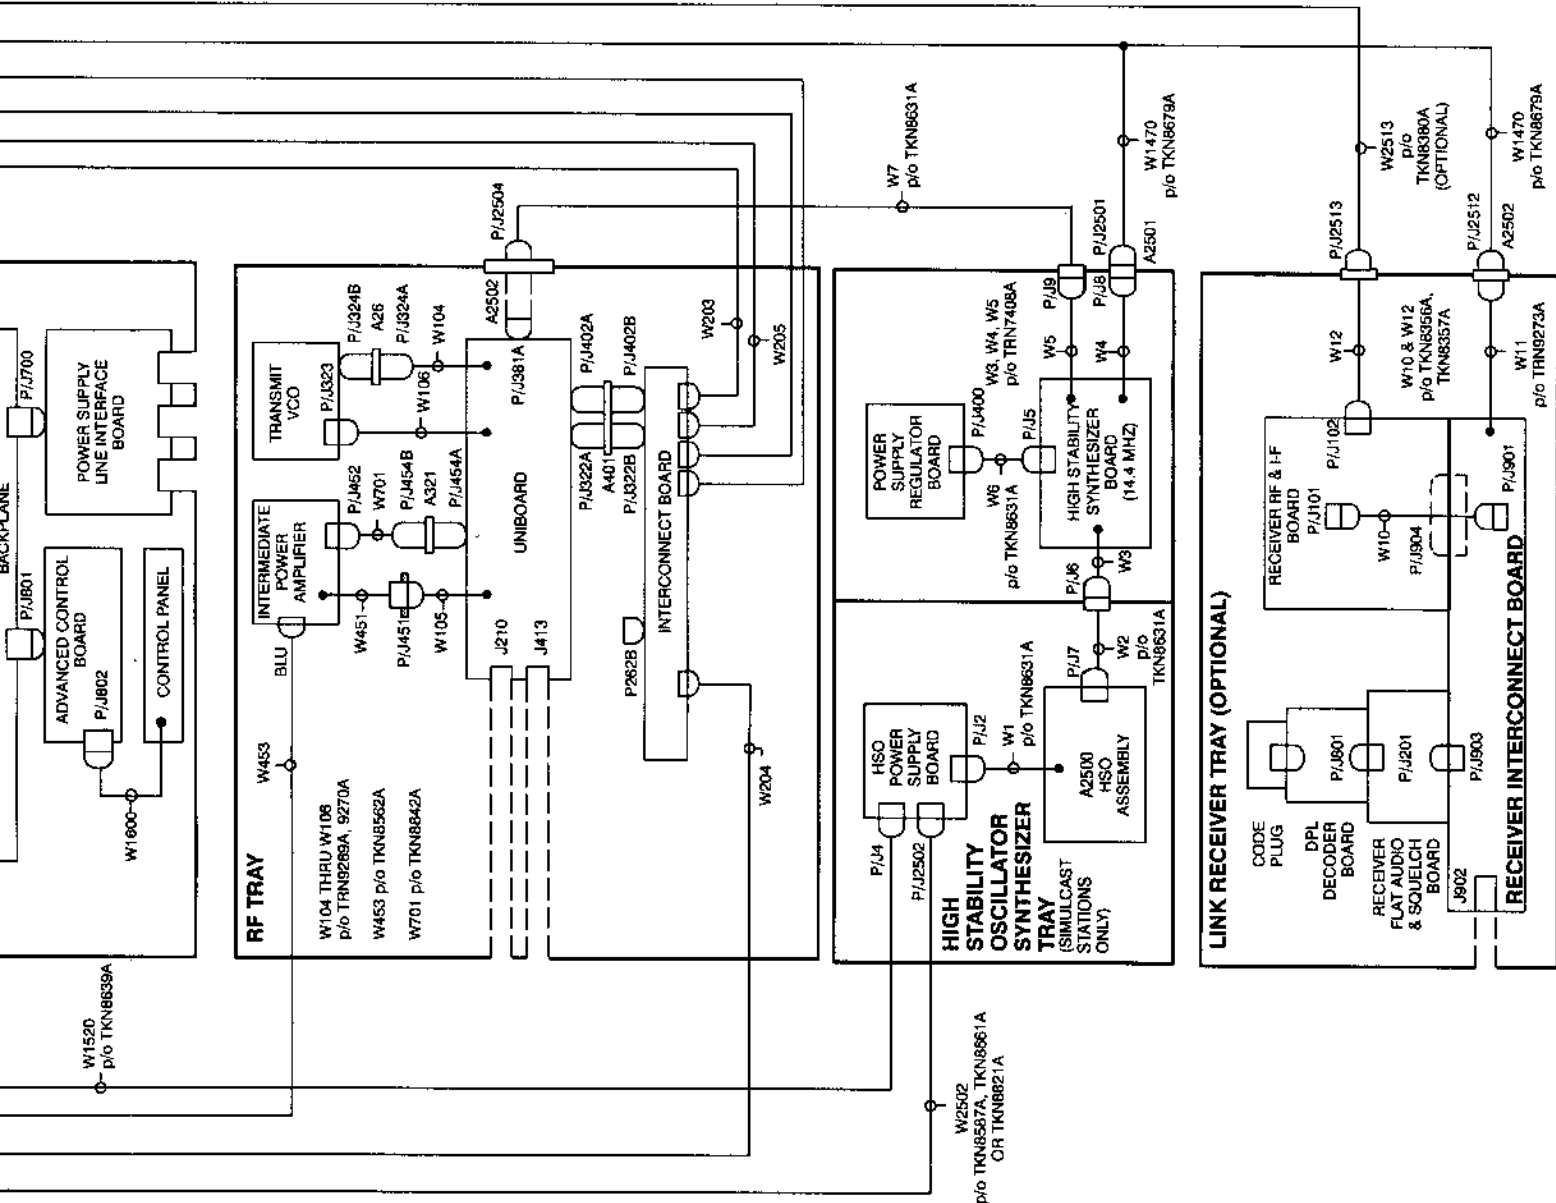 BACKPLANE
P/J700
POWER SUPPLY
LINE INTERFACE
BOARD
P/J801
ADVANCED CONTROL
BOARD
P/J802
CONTROL PANEL
W1600
W1520
p/o TKN8639A
RF TRAY
TRANSMIT
VCO
P/J323
P/J324B
A26
P/J324A
W104
W106
INTERMEDIATE
POWER
AMPLIFIER
P/J452
W701
P/J454B
A321
P/J454A
W451
P/J451
W105
BLU
W453
W104 THRU W106
p/o TRN9269A, 9270A
W453 p/o TKN8562A
W701 p/o TKN8842A
P/J2504
A2502
P/J381A
UNIBOARD
J210
J413
P/J402A
P/J402B
P/J322A
A401
P/J322B
INTERCONNECT BOARD
P262B
W203
W205
W204
W7
p/o TKN8631A
W1470
p/o TKN8679A
P/J2501
A2501
P/J9
P/J8
W3, W4, W5
p/o TRN7408A
W5
W4
POWER
SUPPLY
REGULATOR
BOARD
P/J400
P/J5
W6
p/o TKN8631A
HIGH STABILITY
SYNTHESIZER
BOARD
(14.4 MHZ)
P/J6
W3
P/J7
W2
p/o
TKN8631A
HSO
POWER
SUPPLY
BOARD
P/J2
W1
p/o TKN8631A
A2500
HSO
ASSEMBLY
P/J4
P/J2502
HIGH
STABILITY
OSCILLATOR
SYNTHESIZER
TRAY
(SIMULCAST
STATIONS
ONLY)
W2502
p/o TKN8587A, TKN8661A
OR TKN8821A
W2513
p/o
TKN8380A
(OPTIONAL)
W1470
p/o TKN8679A
P/J2513
P/J2512
A2502
W12
W10 & W12
p/o TKN8356A,
TKN8357A
W11
p/o TRN9273A
LINK RECEIVER TRAY (OPTIONAL)
RECEIVER RF & I-F
BOARD
P/J102
P/J101
W10
P/J904
P/J901
CODE
PLUG
DPL
DECODER
BOARD
RECEIVER
FLAT AUDIO
& SQUELCH
BOARD
P/J601
P/J201
P/J903
J902
RECEIVER INTERCONNECT BOARD